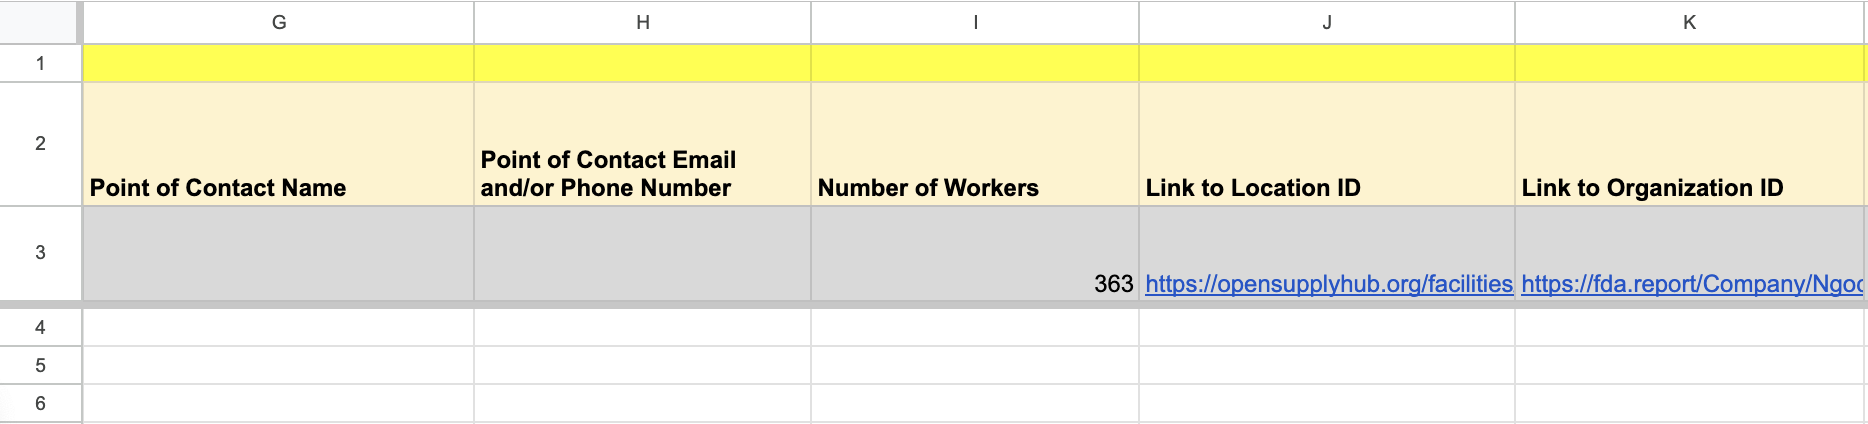 G H I J K
1
2 Point of Contact Name Point of Contact Email and/or Phone Number Number of Workers Link to Location ID Link to Organization ID
3 363 https://opensupplyhub.org/facilities https://fda.report/Company/Ngoc
4
5
6